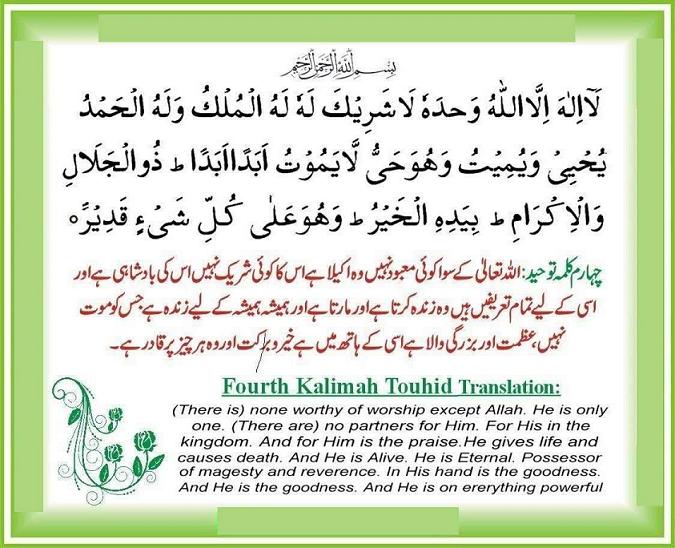 بِسْمِ اللّٰهِ الرَّحْمٰنِ الرَّحِيْمِ
لَآ اِلٰهَ اِلَّا اللّٰهُ وَحْدَهٗ لَا شَرِيْكَ لَهٗ لَهُ الْمُلْكُ وَلَهُ الْحَمْدُ
يُحْيِىْ وَيُمِيْتُ وَهُوَ حَىٌّ لَّا يَمُوْتُ اَبَدًا اَبَدًا ط ذُو الْجَلَالِ
وَالْاِكْرَامِ ط بِيَدِهِ الْخَيْرُ ط وَهُوَ عَلٰى كُلِّ شَىْءٍ قَدِيْرٌ ه
چہارم کلمہ توحید: اللہ تعالیٰ کے سوا کوئی معبود نہیں وہ اکیلا ہے اس کا کوئی شریک نہیں اس کی بادشاہی ہے اور
اسی کے لیے تمام تعریفیں ہیں وہ زندہ کرتا ہے اور مارتا ہے اور ہمیشہ ہمیشہ کے لیے زندہ ہے جس کو موت
نہیں، عظمت اور بزرگی والا ہے اسی کے ہاتھ میں ہے خیر و برکت اور وہ ہر چیز پر قادر ہے۔
Fourth Kalimah Touhid Translation:
(There is) none worthy of worship except Allah. He is only
one. (There are) no partners for Him. For His in the
kingdom. And for Him is the praise.He gives life and
causes death. And He is Alive. He is Eternal. Possessor
of magesty and reverence. In His hand is the goodness.
And He is the goodness. And He is on ererything powerful